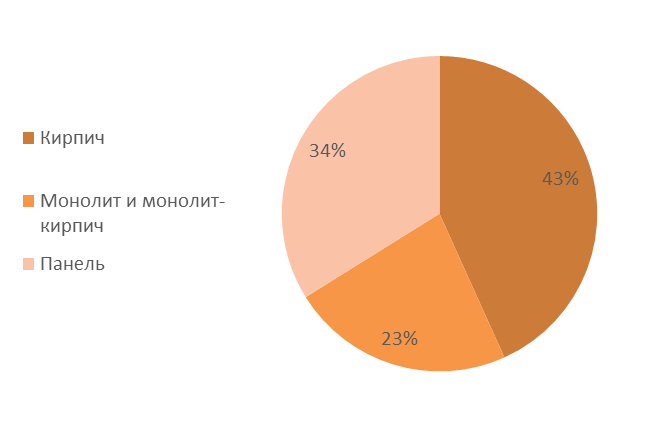 Кирпич
Монолит и монолит-
кирпич
Панель
34%
43%
23%